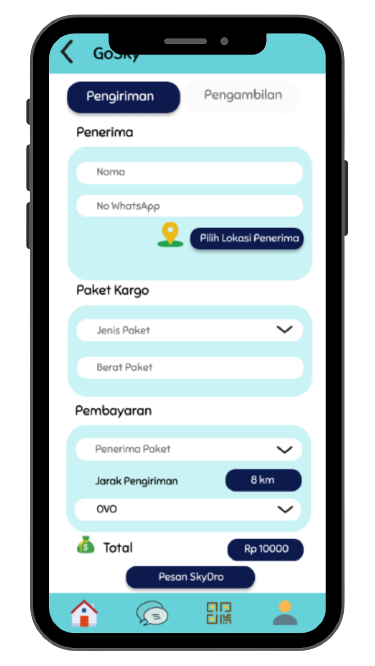 GoSky
Pengiriman
Pengambilan
Penerima
Nama
No WhatsApp
Pilih Lokasi Penerima
Paket Kargo
Jenis Paket
Berat Paket
Pembayaran
Penerima Paket
Jarak Pengiriman
8 km
OVO
Total
Rp 10000
Pesan SkyDro